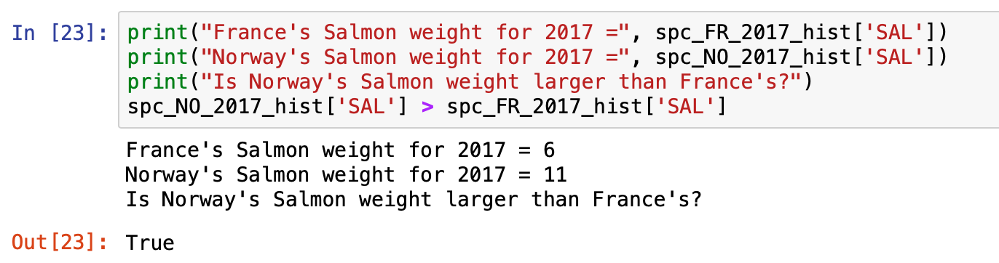 In [23]: print("France's Salmon weight for 2017 =", spc_FR_2017_hist['SAL'])
print("Norway's Salmon weight for 2017 =", spc_NO_2017_hist['SAL'])
print("Is Norway's Salmon weight larger than France's?")
spc_NO_2017_hist['SAL'] > spc_FR_2017_hist['SAL']
France's Salmon weight for 2017 = 6
Norway's Salmon weight for 2017 = 11
Is Norway's Salmon weight larger than France's?
Out[23]: True